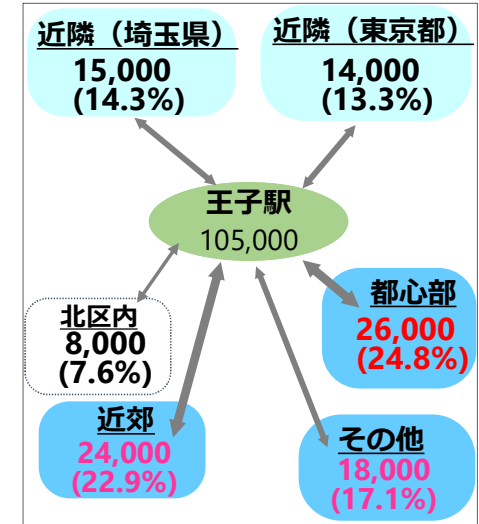 近隣（埼玉県）
15,000
(14.3%)
近隣（東京都）
14,000
(13.3%)
王子駅
105,000
北区内
8,000
(7.6%)
都心部
26,000
(24.8%)
近郊
24,000
(22.9%)
その他
18,000
(17.1%)